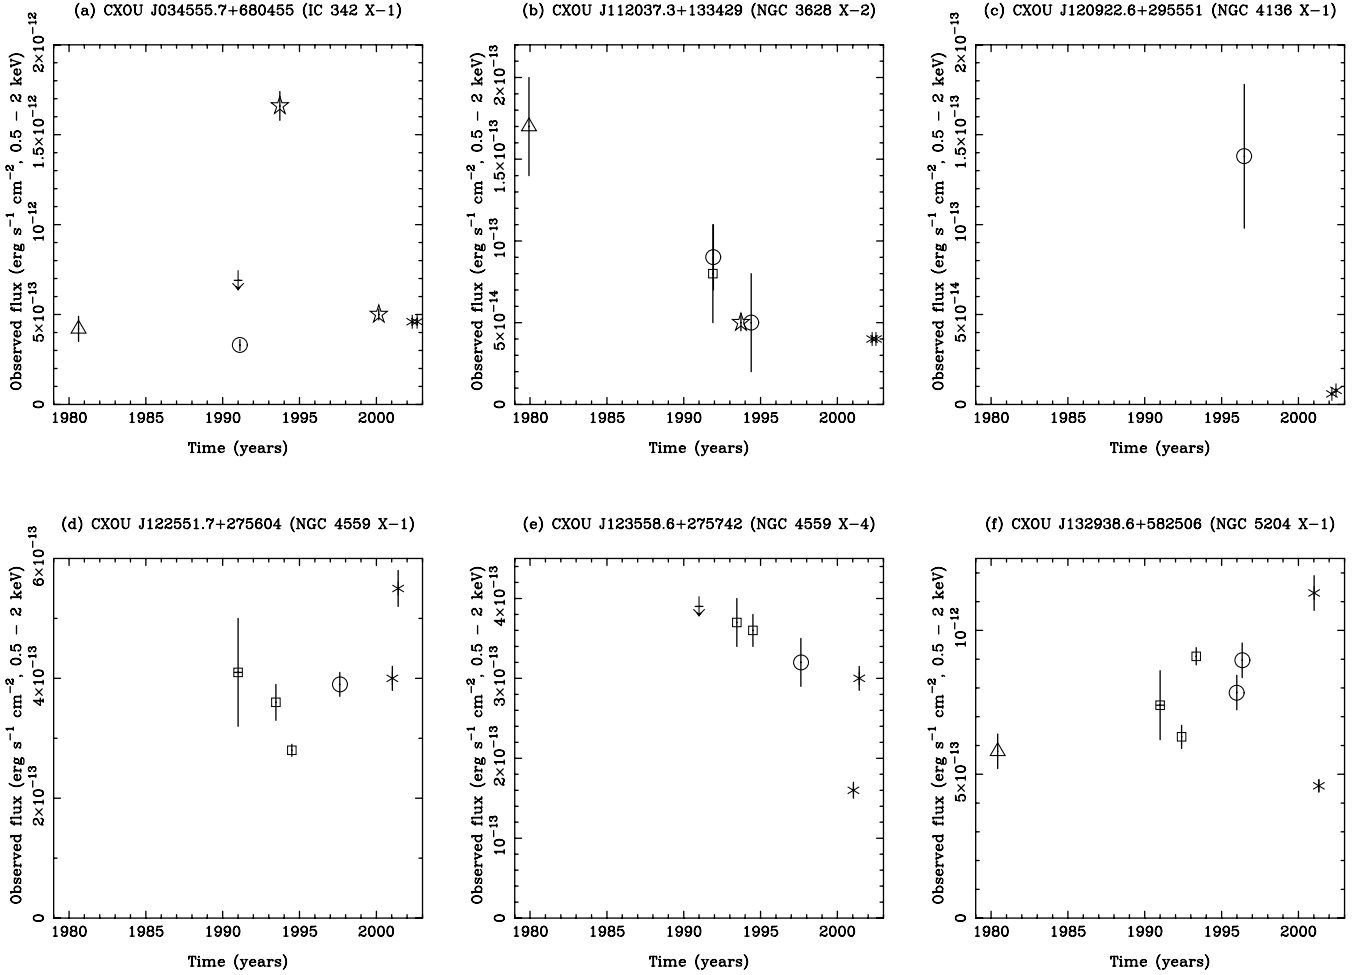 (a) CXOU J034555.7+680455 (IC 342 X−1)
Observed flux (erg s⁻¹ cm⁻², 0.5 − 2 keV)
2×10⁻¹²
1.5×10⁻¹²
10⁻¹²
5×10⁻¹³
0
1980 1985 1990 1995 2000
Time (years)
(b) CXOU J112037.3+133429 (NGC 3628 X−2)
Observed flux (erg s⁻¹ cm⁻², 0.5 − 2 keV)
2×10⁻¹³
1.5×10⁻¹³
10⁻¹³
5×10⁻¹⁴
0
1980 1985 1990 1995 2000
Time (years)
(c) CXOU J120922.6+295551 (NGC 4136 X−1)
Observed flux (erg s⁻¹ cm⁻², 0.5 − 2 keV)
2×10⁻¹³
1.5×10⁻¹³
10⁻¹³
5×10⁻¹⁴
0
1980 1985 1990 1995 2000
Time (years)
(d) CXOU J122551.7+275604 (NGC 4559 X−1)
Observed flux (erg s⁻¹ cm⁻², 0.5 − 2 keV)
6×10⁻¹³
4×10⁻¹³
2×10⁻¹³
0
1980 1985 1990 1995 2000
Time (years)
(e) CXOU J123558.6+275742 (NGC 4559 X−4)
Observed flux (erg s⁻¹ cm⁻², 0.5 − 2 keV)
4×10⁻¹³
3×10⁻¹³
2×10⁻¹³
10⁻¹³
0
1980 1985 1990 1995 2000
Time (years)
(f) CXOU J132938.6+582506 (NGC 5204 X−1)
Observed flux (erg s⁻¹ cm⁻², 0.5 − 2 keV)
10⁻¹²
5×10⁻¹³
0
1980 1985 1990 1995 2000
Time (years)